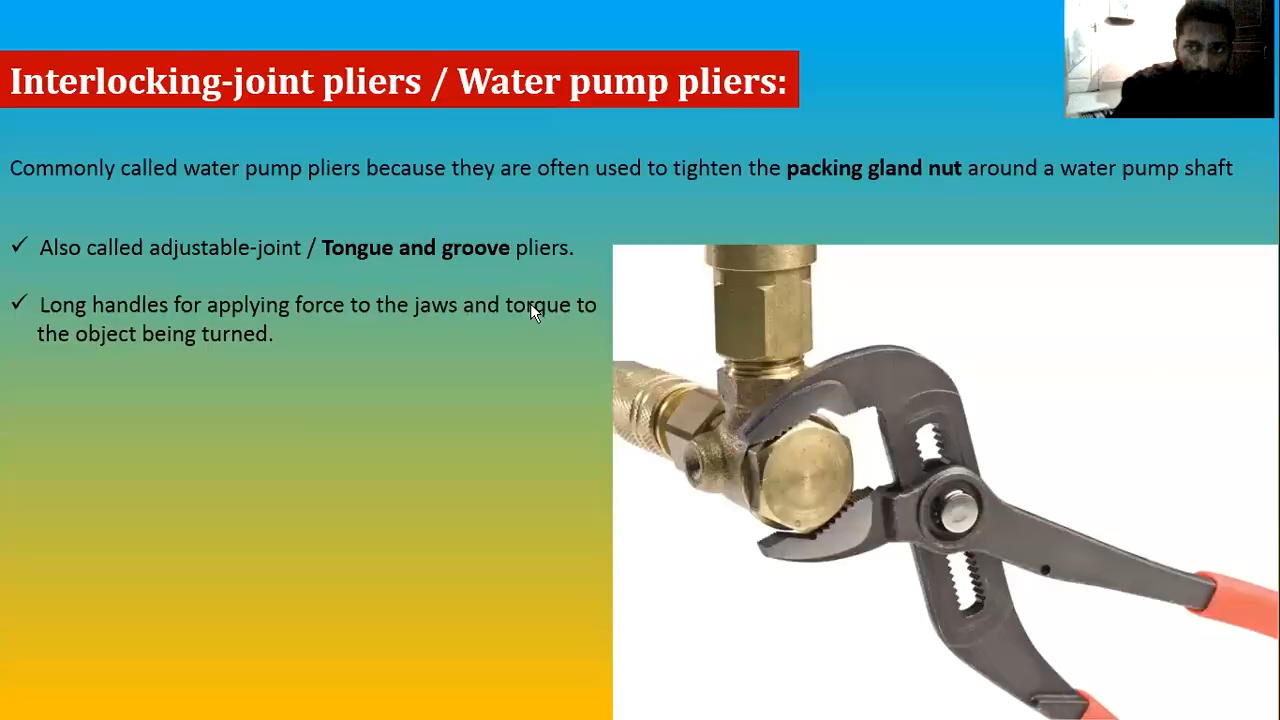 Interlocking-joint pliers / Water pump pliers:
Commonly called water pump pliers because they are often used to tighten the packing gland nut around a water pump shaft
✓ Also called adjustable-joint / Tongue and groove pliers.
✓ Long handles for applying force to the jaws and torque to
the object being turned.